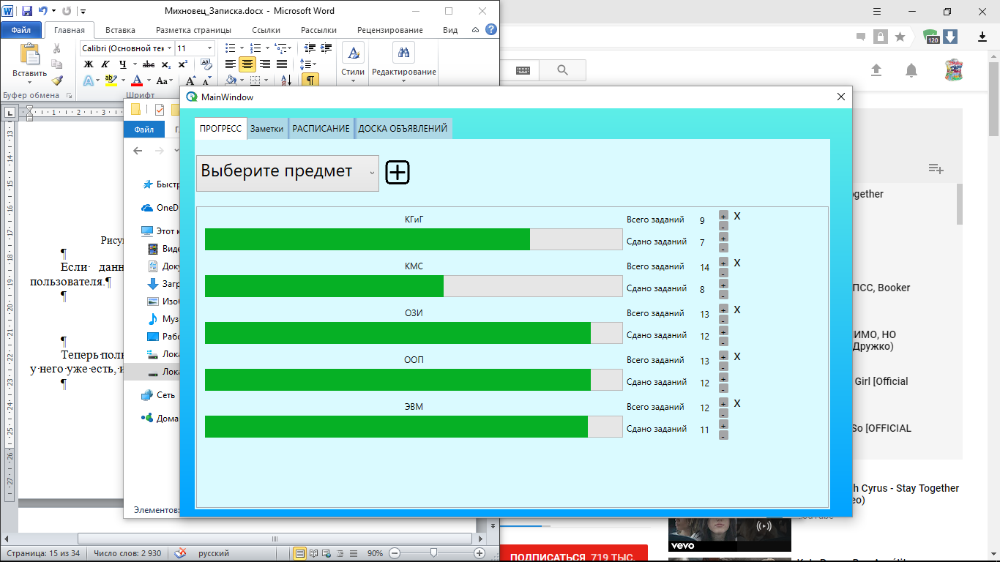 Михновец_Записка.docx - Microsoft Word
Файл Главная Вставка Разметка страницы Ссылки Рассылки Рецензирование Вид
Calibri (Основной тек 11
Вставить
Ж К Ч abc x₂ x²
Стили Редактирование
Буфер обмена Шрифт
120
MainWindow
Файл
ПРОГРЕСС Заметки РАСПИСАНИЕ ДОСКА ОБЪЯВЛЕНИЙ
Выберите предмет
КГиГ Всего заданий 9 + X
-
Сдано заданий 7 +
-
КМС Всего заданий 14 + X
-
Сдано заданий 8 +
-
ОЗИ Всего заданий 13 + X
-
Сдано заданий 12 +
-
ООП Всего заданий 13 + X
-
Сдано заданий 12 +
-
ЭВМ Всего заданий 12 + X
-
Сдано заданий 11 +
-
Если данн
пользователя.¶
Теперь поль
у него уже есть, и
Рису
Быстр
OneD
Этот к
Виде
Доку
Загр
Изоб
Музы
Рабо
Лока
Лока
Сеть
Дома
Элементов:
ogether
ПСС, Booker
ИМО, НО
Дружко)
Girl [Official
So [OFFICIAL
h Cyrus - Stay Together
eo)
vevo
ПОДПИСАТЬСЯ 719 ТЫС.
Страница: 15 из 34 Число слов: 2 930 русский 90%